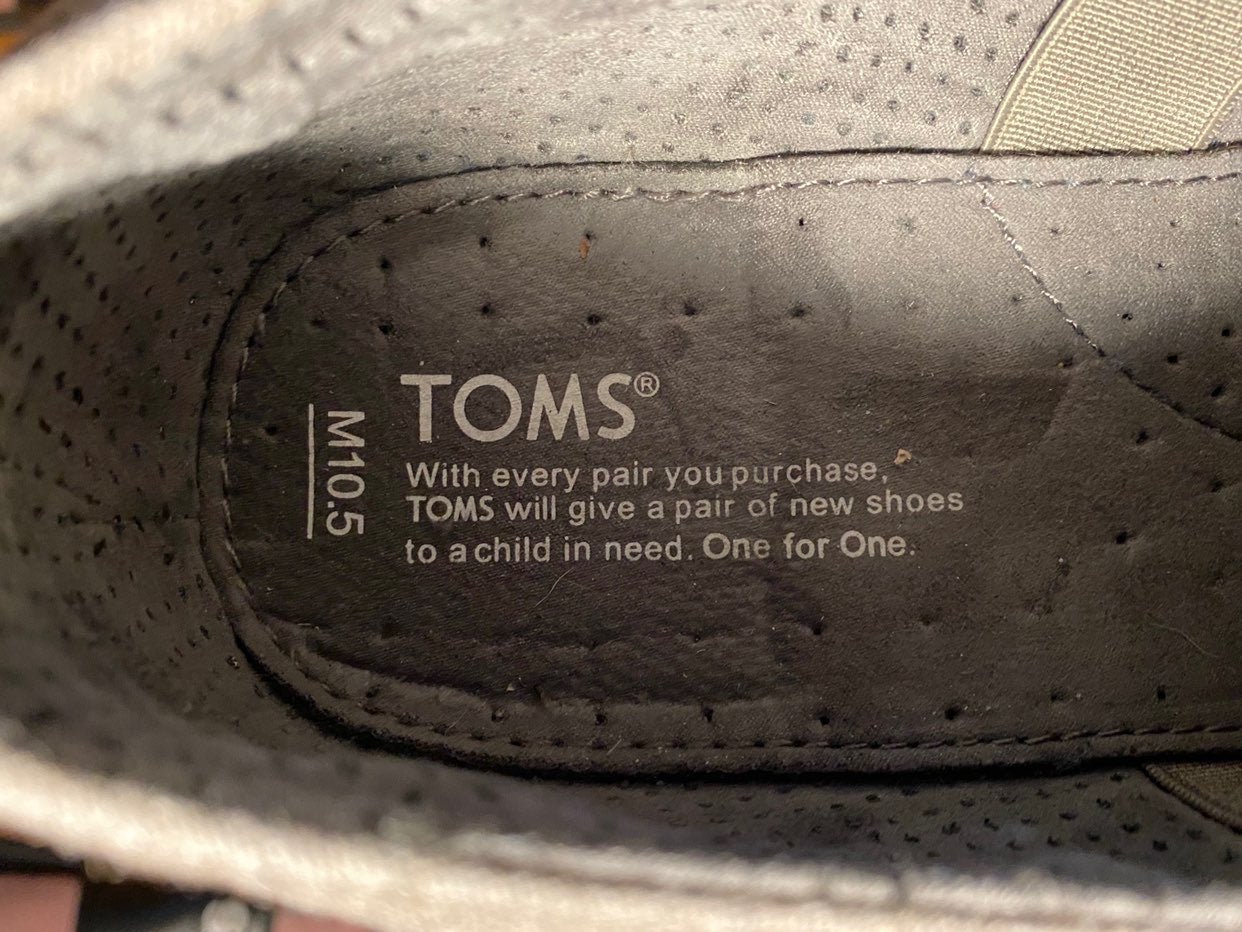 TOMS®
With every pair you purchase,
TOMS will give a pair of new shoes
to a child in need. One for One.
M10.5